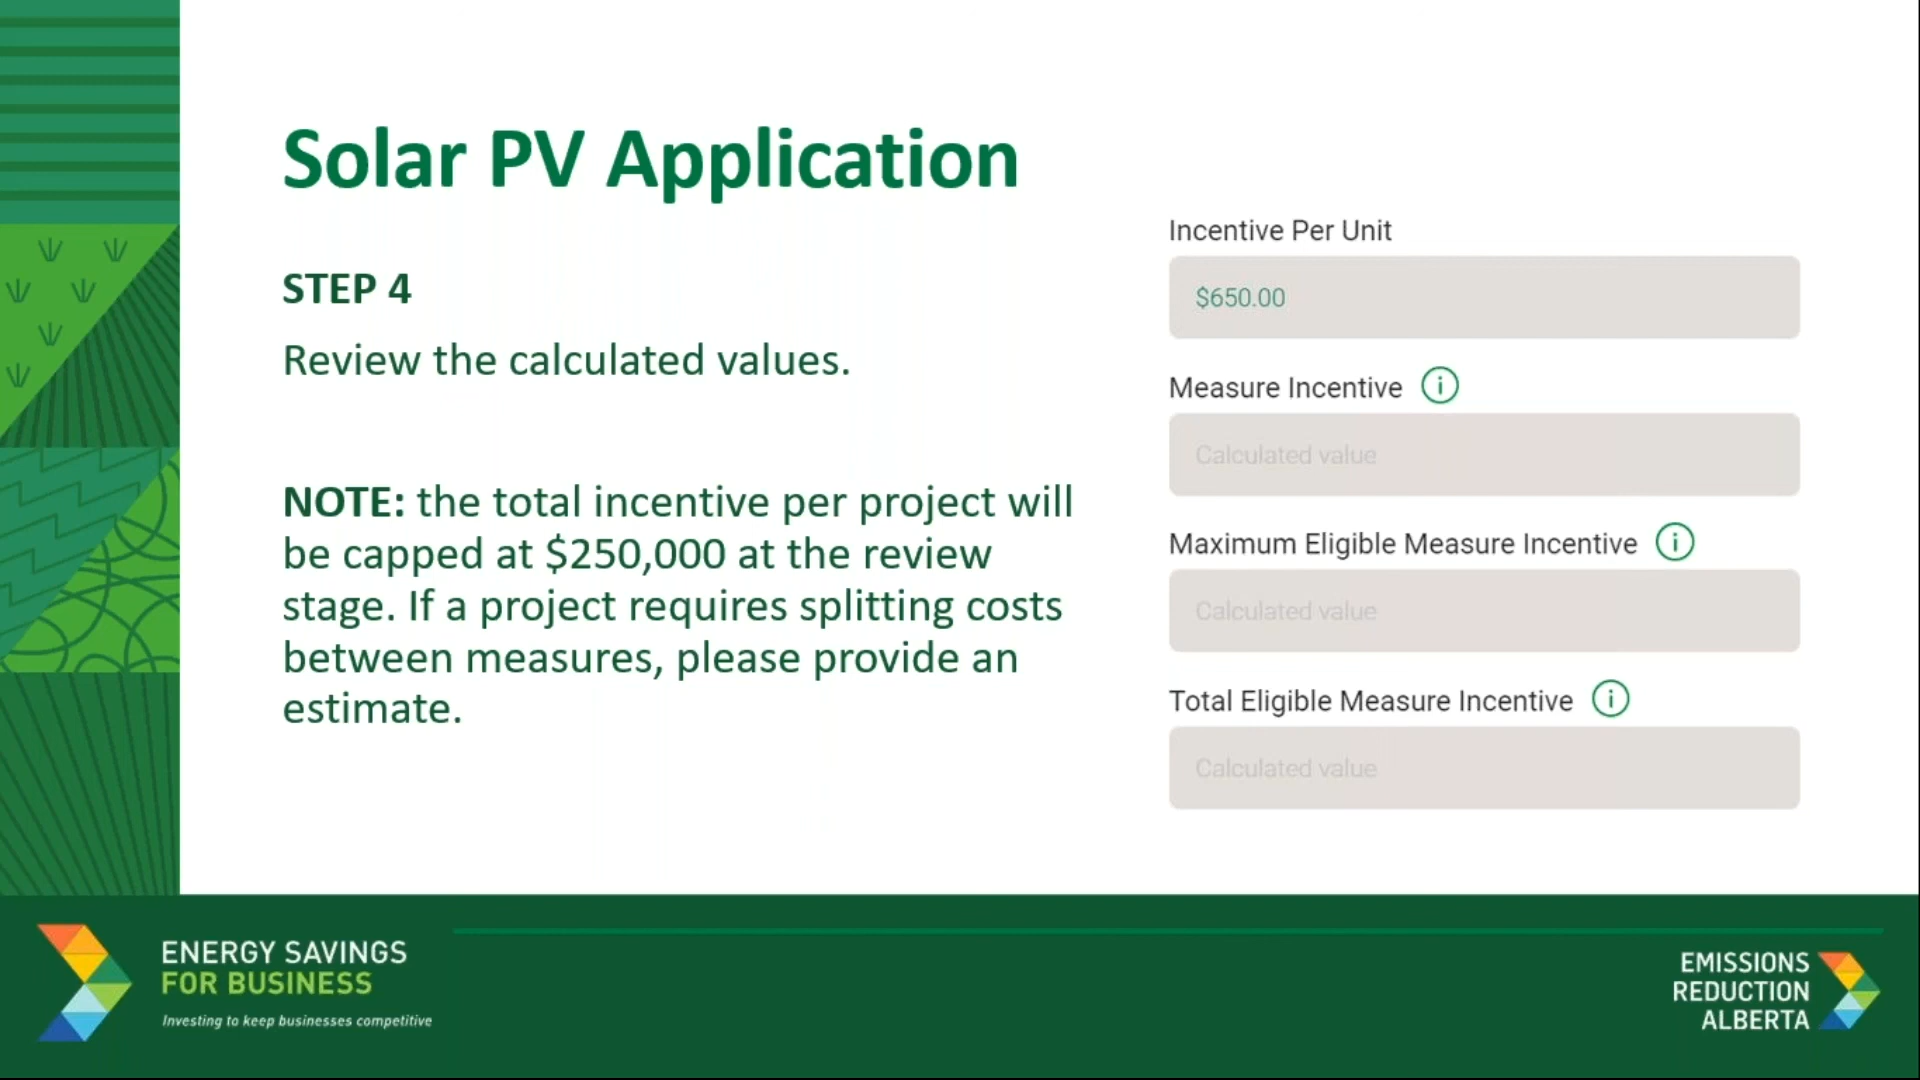 Solar PV Application
STEP 4
Review the calculated values.
NOTE: the total incentive per project will
be capped at $250,000 at the review
stage. If a project requires splitting costs
between measures, please provide an
estimate.
Incentive Per Unit
$650.00
Measure Incentive
Calculated value
Maximum Eligible Measure Incentive
Calculated value
Total Eligible Measure Incentive
Calculated value
ENERGY SAVINGS
FOR BUSINESS
Investing to keep businesses competitive
EMISSIONS
REDUCTION
ALBERTA